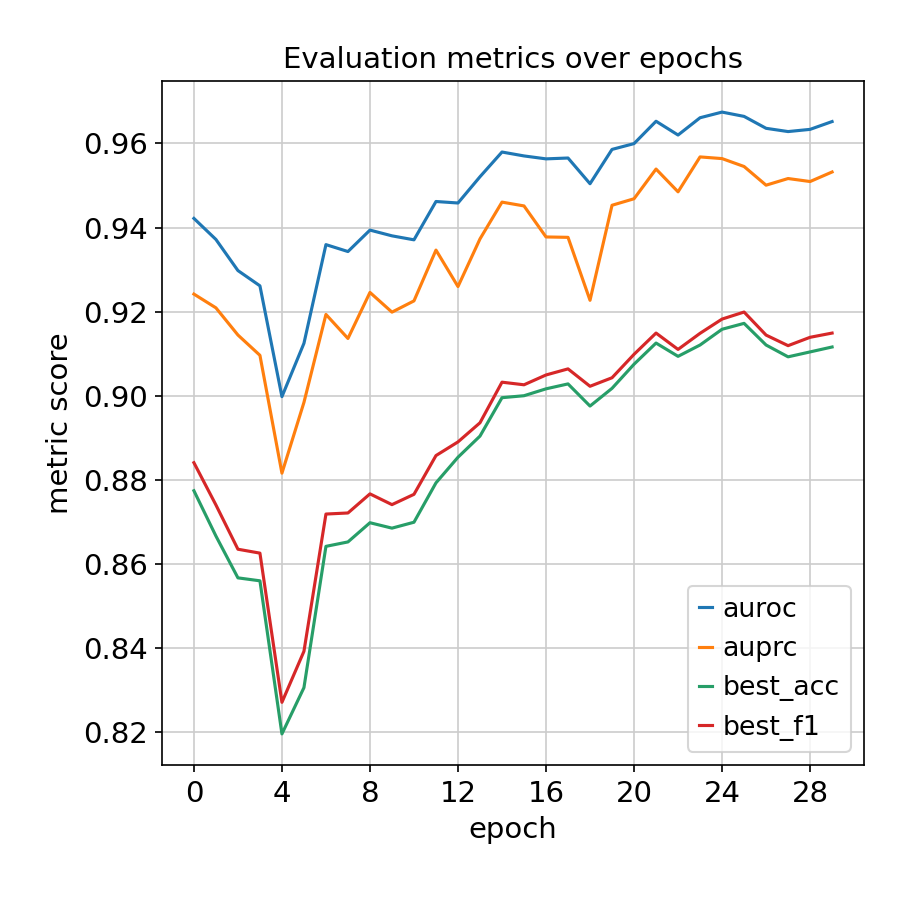 Evaluation metrics over epochs
metric score
0.96
0.94
0.92
0.90
0.88
0.86
0.84
0.82
auroc
auprc
best_acc
best_f1
0 4 8 12 16 20 24 28
epoch